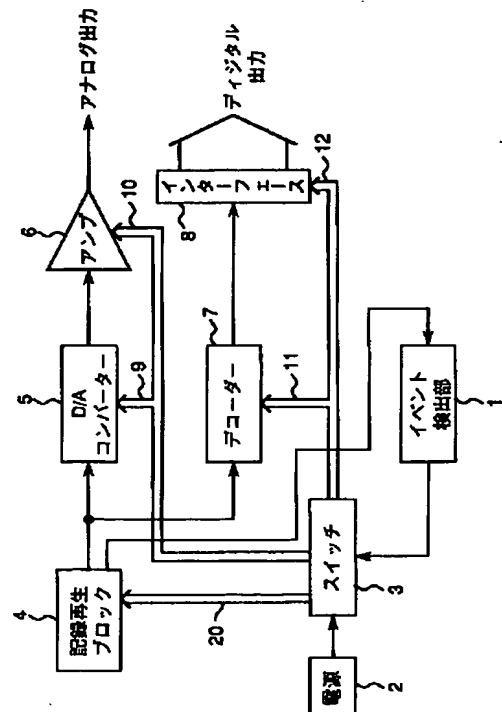 4
記録再生
ブロック
5
D/A
コンバーター
6
アンプ
アナログ出力
9
10
7
デコーダー
8
インターフェース
ディジタル
出力
11
12
20
電源
2
スイッチ
3
イベント
検出部
1